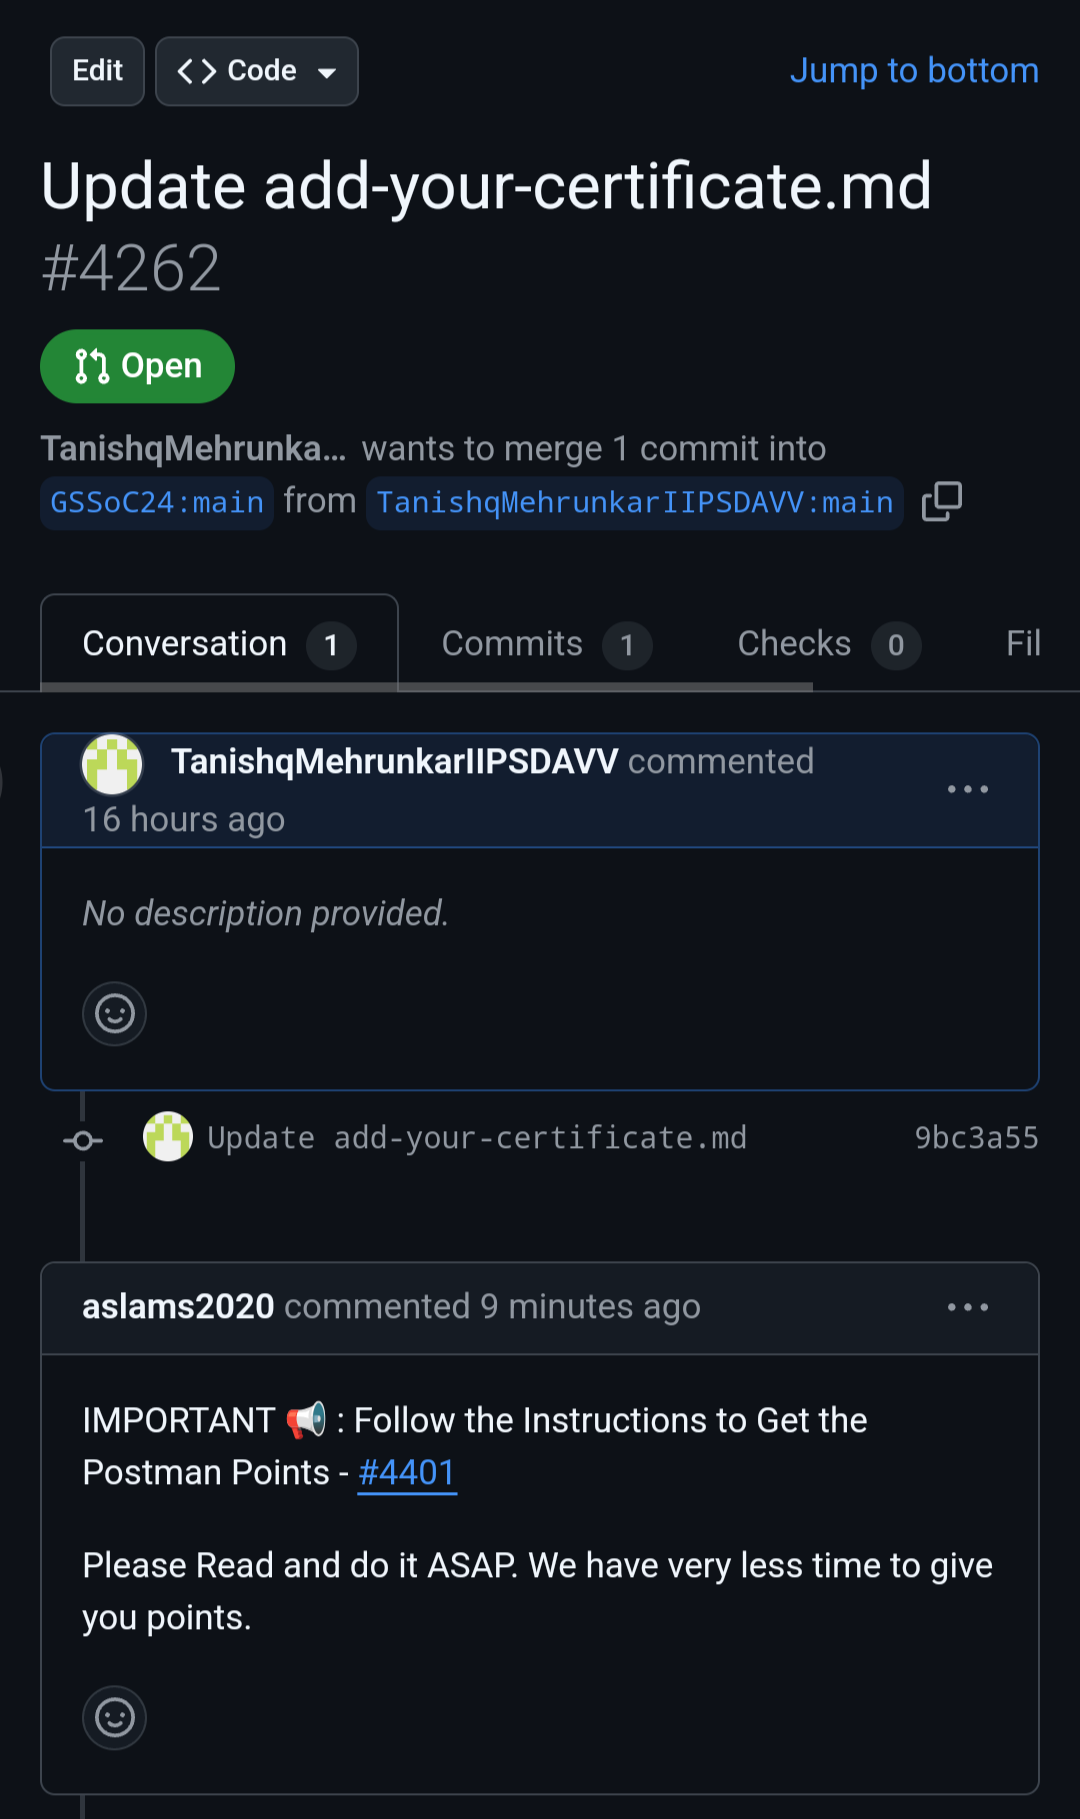 Edit
Code
Jump to bottom
Update add-your-certificate.md
#4262
Open
TanishqMehrunka... wants to merge 1 commit into
GSSoC24:main from TanishqMehrunkarIIPSDAVV:main
Conversation 1 Commits 1 Checks 0 Fil
TanishqMehrunkarIIPSDAVV commented
16 hours ago
No description provided.
Update add-your-certificate.md 9bc3a55
aslams2020 commented 9 minutes ago
IMPORTANT 📢 : Follow the Instructions to Get the
Postman Points - #4401
Please Read and do it ASAP. We have very less time to give
you points.